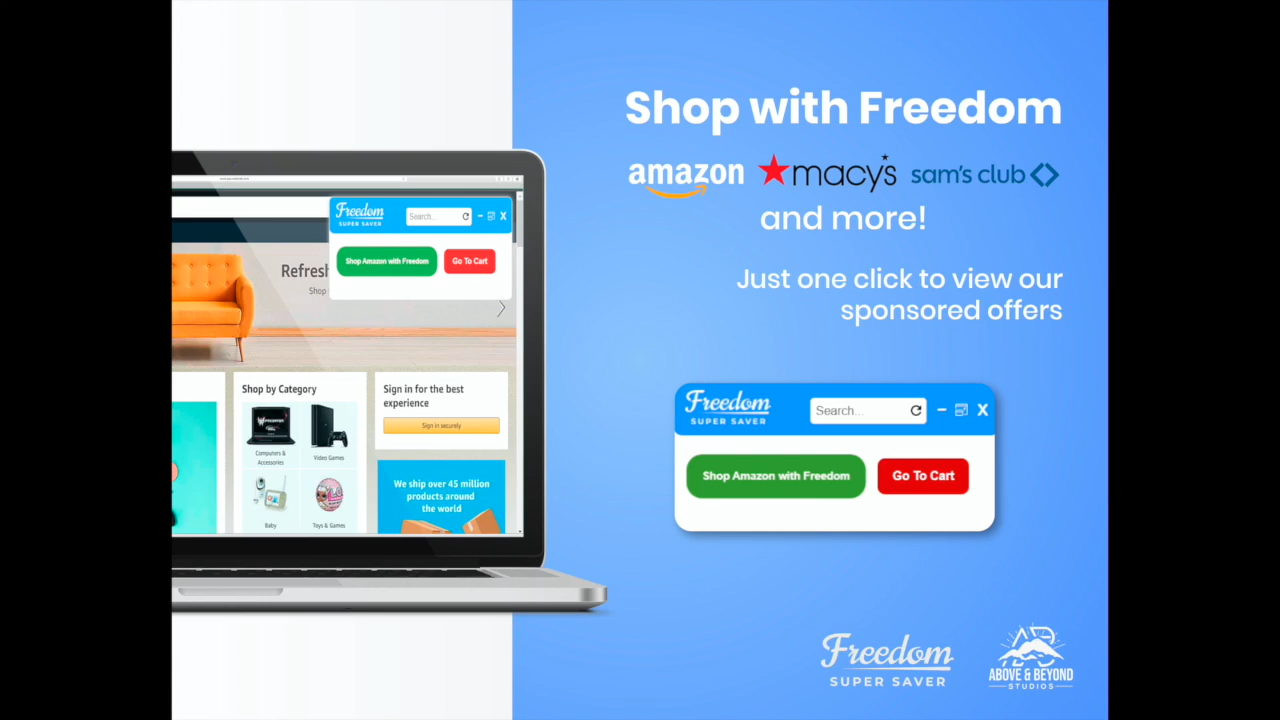 Shop with Freedom
amazon macy's sam's club
and more!
Just one click to view our
sponsored offers
Freedom
SUPER SAVER
Search...
X
Shop Amazon with Freedom
Go To Cart
Refresh
Shop
Shop by Category
Computers &
Accessories
Video Games
Baby
Toys & Games
Sign in for the best
experience
Sign in securely
We ship over 45 million
products around
the world
Freedom
SUPER SAVER
Search...
X
Shop Amazon with Freedom
Go To Cart
Freedom
SUPER SAVER
AB
ABOVE & BEYOND
STUDIOS